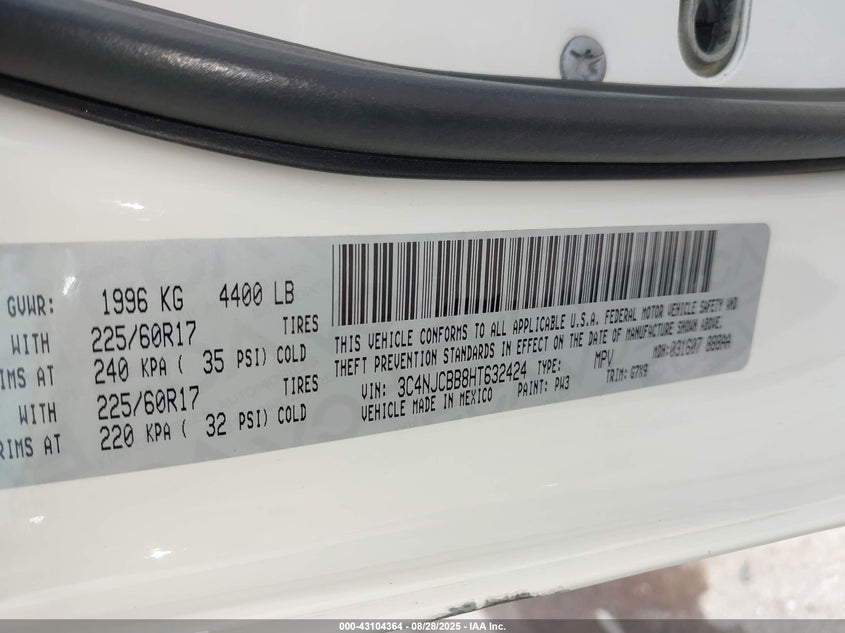 GVWR: 1996 KG 4400 LB
WITH 225/60R17 TIRES
RIMS AT 240 KPA ( 35 PSI) COLD
WITH 225/60R17 TIRES
RIMS AT 220 KPA ( 32 PSI) COLD
THIS VEHICLE CONFORMS TO ALL APPLICABLE U.S.A. FEDERAL MOTOR VEHICLE SAFETY AND
THEFT PREVENTION STANDARDS IN EFFECT ON THE DATE OF MANUFACTURE SHOWN ABOVE.
VIN: 3C4NJCBB8HT632424 TYPE: MPV MDH:
VEHICLE MADE IN MEXICO PAINT: PW3 TRIM:
000-43104364 | 08/28/2025 | IAA Inc.